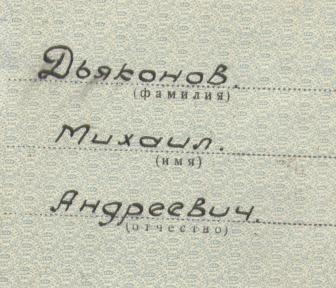 Дьяконов.
(фамилия)
Михаил.
(имя)
Андреевич.
(отчество)